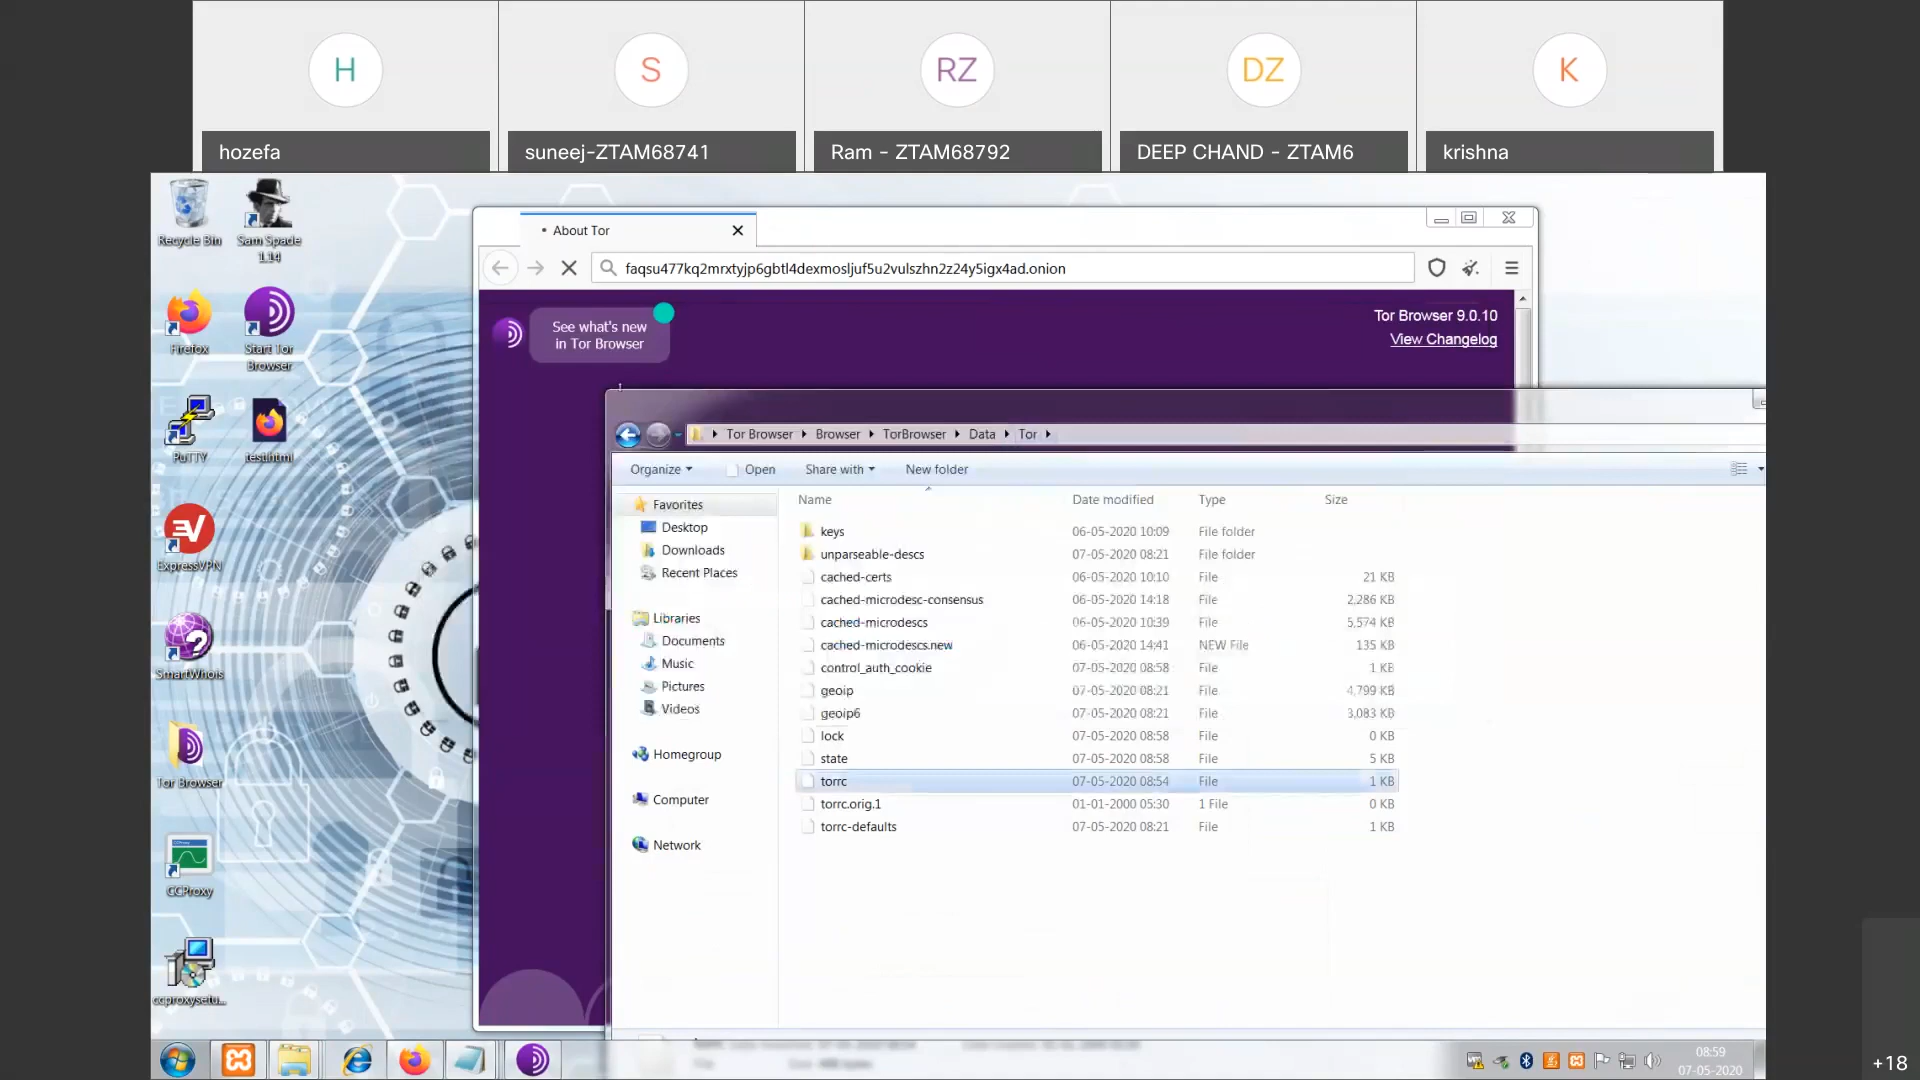 H
S
RZ
DZ
K
hozefa
suneej-ZTAM68741
Ram - ZTAM68792
DEEP CHAND - ZTAM6
krishna
Recycle Bin
Sam Spade
1.14
Firefox
Start Tor
Browser
PuTTY
test.html
ExpressVPN
SmartWhois
Tor Browser
CCProxy
ccproxysetu...
About Tor
faqsu477kq2mrxtyjp6gbtl4dexmosljuf5u2vulszhn2z24y5igx4ad.onion
See what's new
in Tor Browser
Tor Browser 9.0.10
View Changelog
Tor Browser
Browser
TorBrowser
Data
Tor
Organize
Open
Share with
New folder
Favorites
Desktop
Downloads
Recent Places
Libraries
Documents
Music
Pictures
Videos
Homegroup
Computer
Network
Name Date modified Type Size
keys 06-05-2020 10:09 File folder
unparseable-descs 07-05-2020 08:21 File folder
cached-certs 06-05-2020 10:10 File 21 KB
cached-microdesc-consensus 06-05-2020 14:18 File 2,286 KB
cached-microdescs 06-05-2020 10:39 File 5,574 KB
cached-microdescs.new 06-05-2020 14:41 NEW File 135 KB
control_auth_cookie 07-05-2020 08:58 File 1 KB
geoip 07-05-2020 08:21 File 4,799 KB
geoip6 07-05-2020 08:21 File 3,083 KB
lock 07-05-2020 08:58 File 0 KB
state 07-05-2020 08:58 File 5 KB
torrc 07-05-2020 08:54 File 1 KB
torrc.orig.1 01-01-2000 05:30 1 File 0 KB
torrc-defaults 07-05-2020 08:21 File 1 KB
08:59
07-05-2020
+18